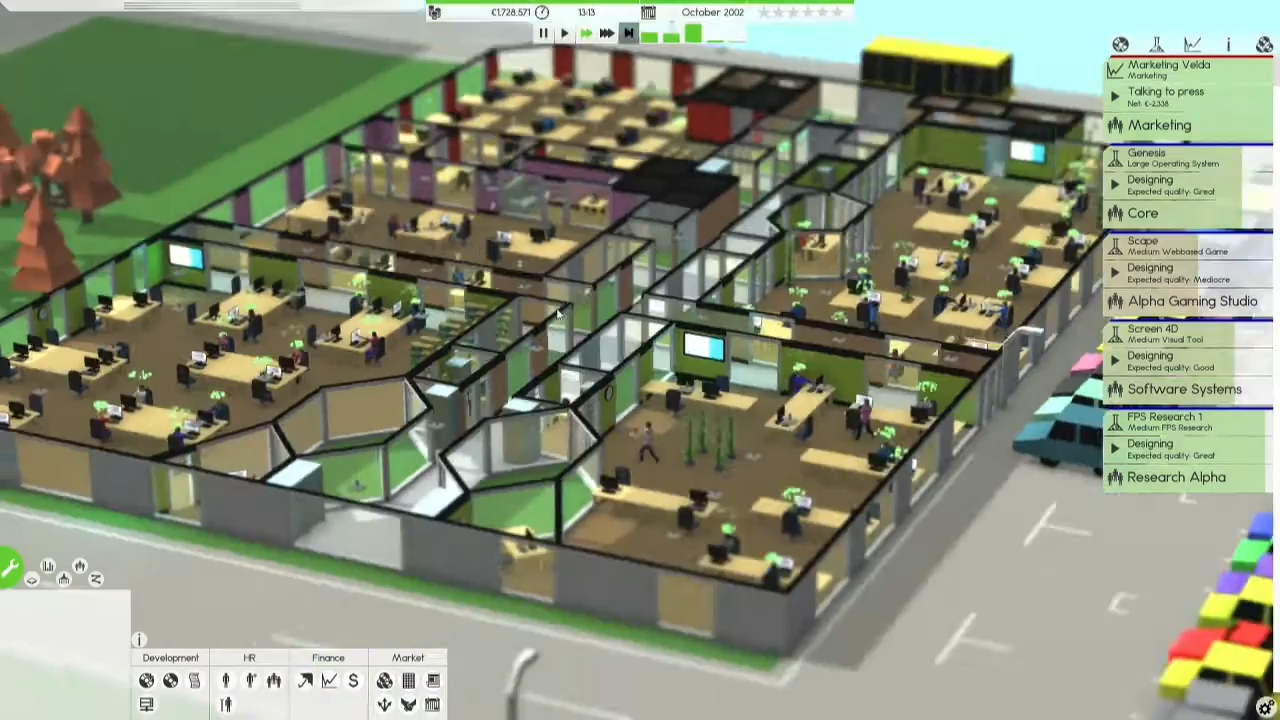 €1.728.571 13:13 October 2002
Marketing Velda
Marketing
Talking to press
Net: €-2,338
Marketing
Genesis
Large Operating System
Designing
Expected quality: Great
Core
Scape
Medium Webbased Game
Designing
Expected quality: Mediocre
Alpha Gaming Studio
Screen 4D
Medium Visual Tool
Designing
Expected quality: Good
Software Systems
FPS Research 1
Medium FPS Research
Designing
Expected quality: Great
Research Alpha
Development HR Finance Market